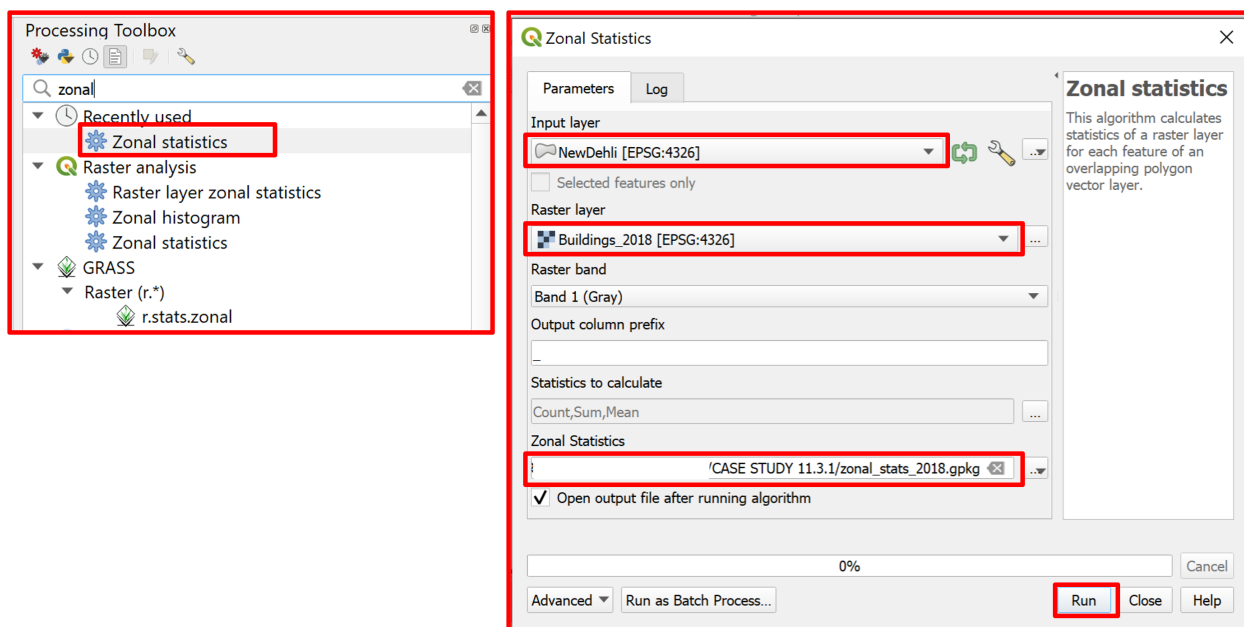 Processing Toolbox
zonal
Recently used
Zonal statistics
Raster analysis
Raster layer zonal statistics
Zonal histogram
Zonal statistics
GRASS
Raster (r.*)
r.stats.zonal
Zonal Statistics
Parameters Log
Input layer
NewDehli [EPSG:4326]
Selected features only
Raster layer
Buildings_2018 [EPSG:4326]
...
Raster band
Band 1 (Gray)
Output column prefix
_
Statistics to calculate
Count,Sum,Mean
...
Zonal Statistics
/CASE STUDY 11.3.1/zonal_stats_2018.gpkg
Open output file after running algorithm
Zonal statistics
This algorithm calculates
statistics of a raster layer
for each feature of an
overlapping polygon
vector layer.
0%
Cancel
Advanced Run as Batch Process...
Run Close Help